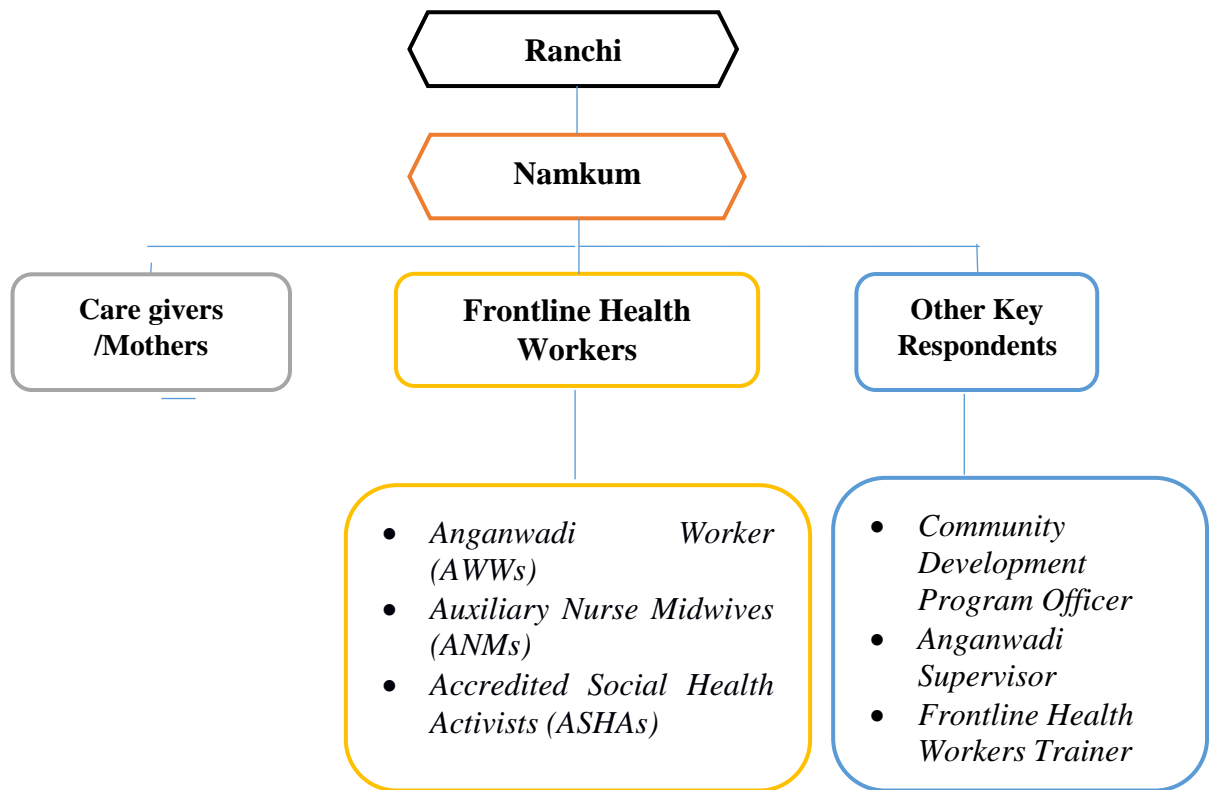 Ranchi
Namkum
Care givers
/Mothers
Frontline Health
Workers
Other Key
Respondents
• Anganwadi Worker
(AWWs)
• Auxiliary Nurse Midwives
(ANMs)
• Accredited Social Health
Activists (ASHAs)
• Community
Development
Program Officer
• Anganwadi
Supervisor
• Frontline Health
Workers Trainer